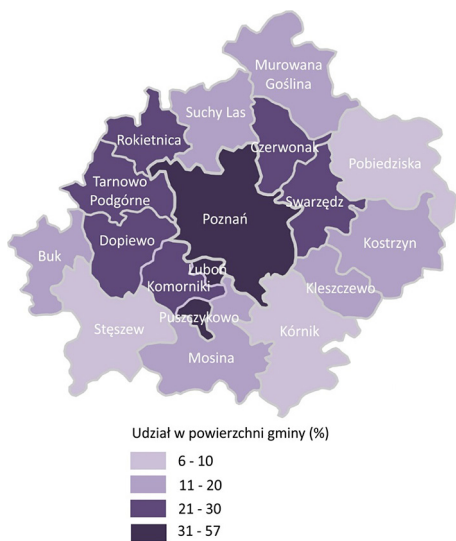 Murowana
Goślina
Suchy Las
Rokietnica
Czerwonak
Pobiedziska
Tarnowo
Podgórne
Swarzędz
Poznań
Dopiewo
Kostrzyn
Buk
Luboń
Komorniki
Kleszczewo
Puszczykowo
Stęszew
Kórnik
Mosina
Udział w powierzchni gminy (%)
6 - 10
11 - 20
21 - 30
31 - 57